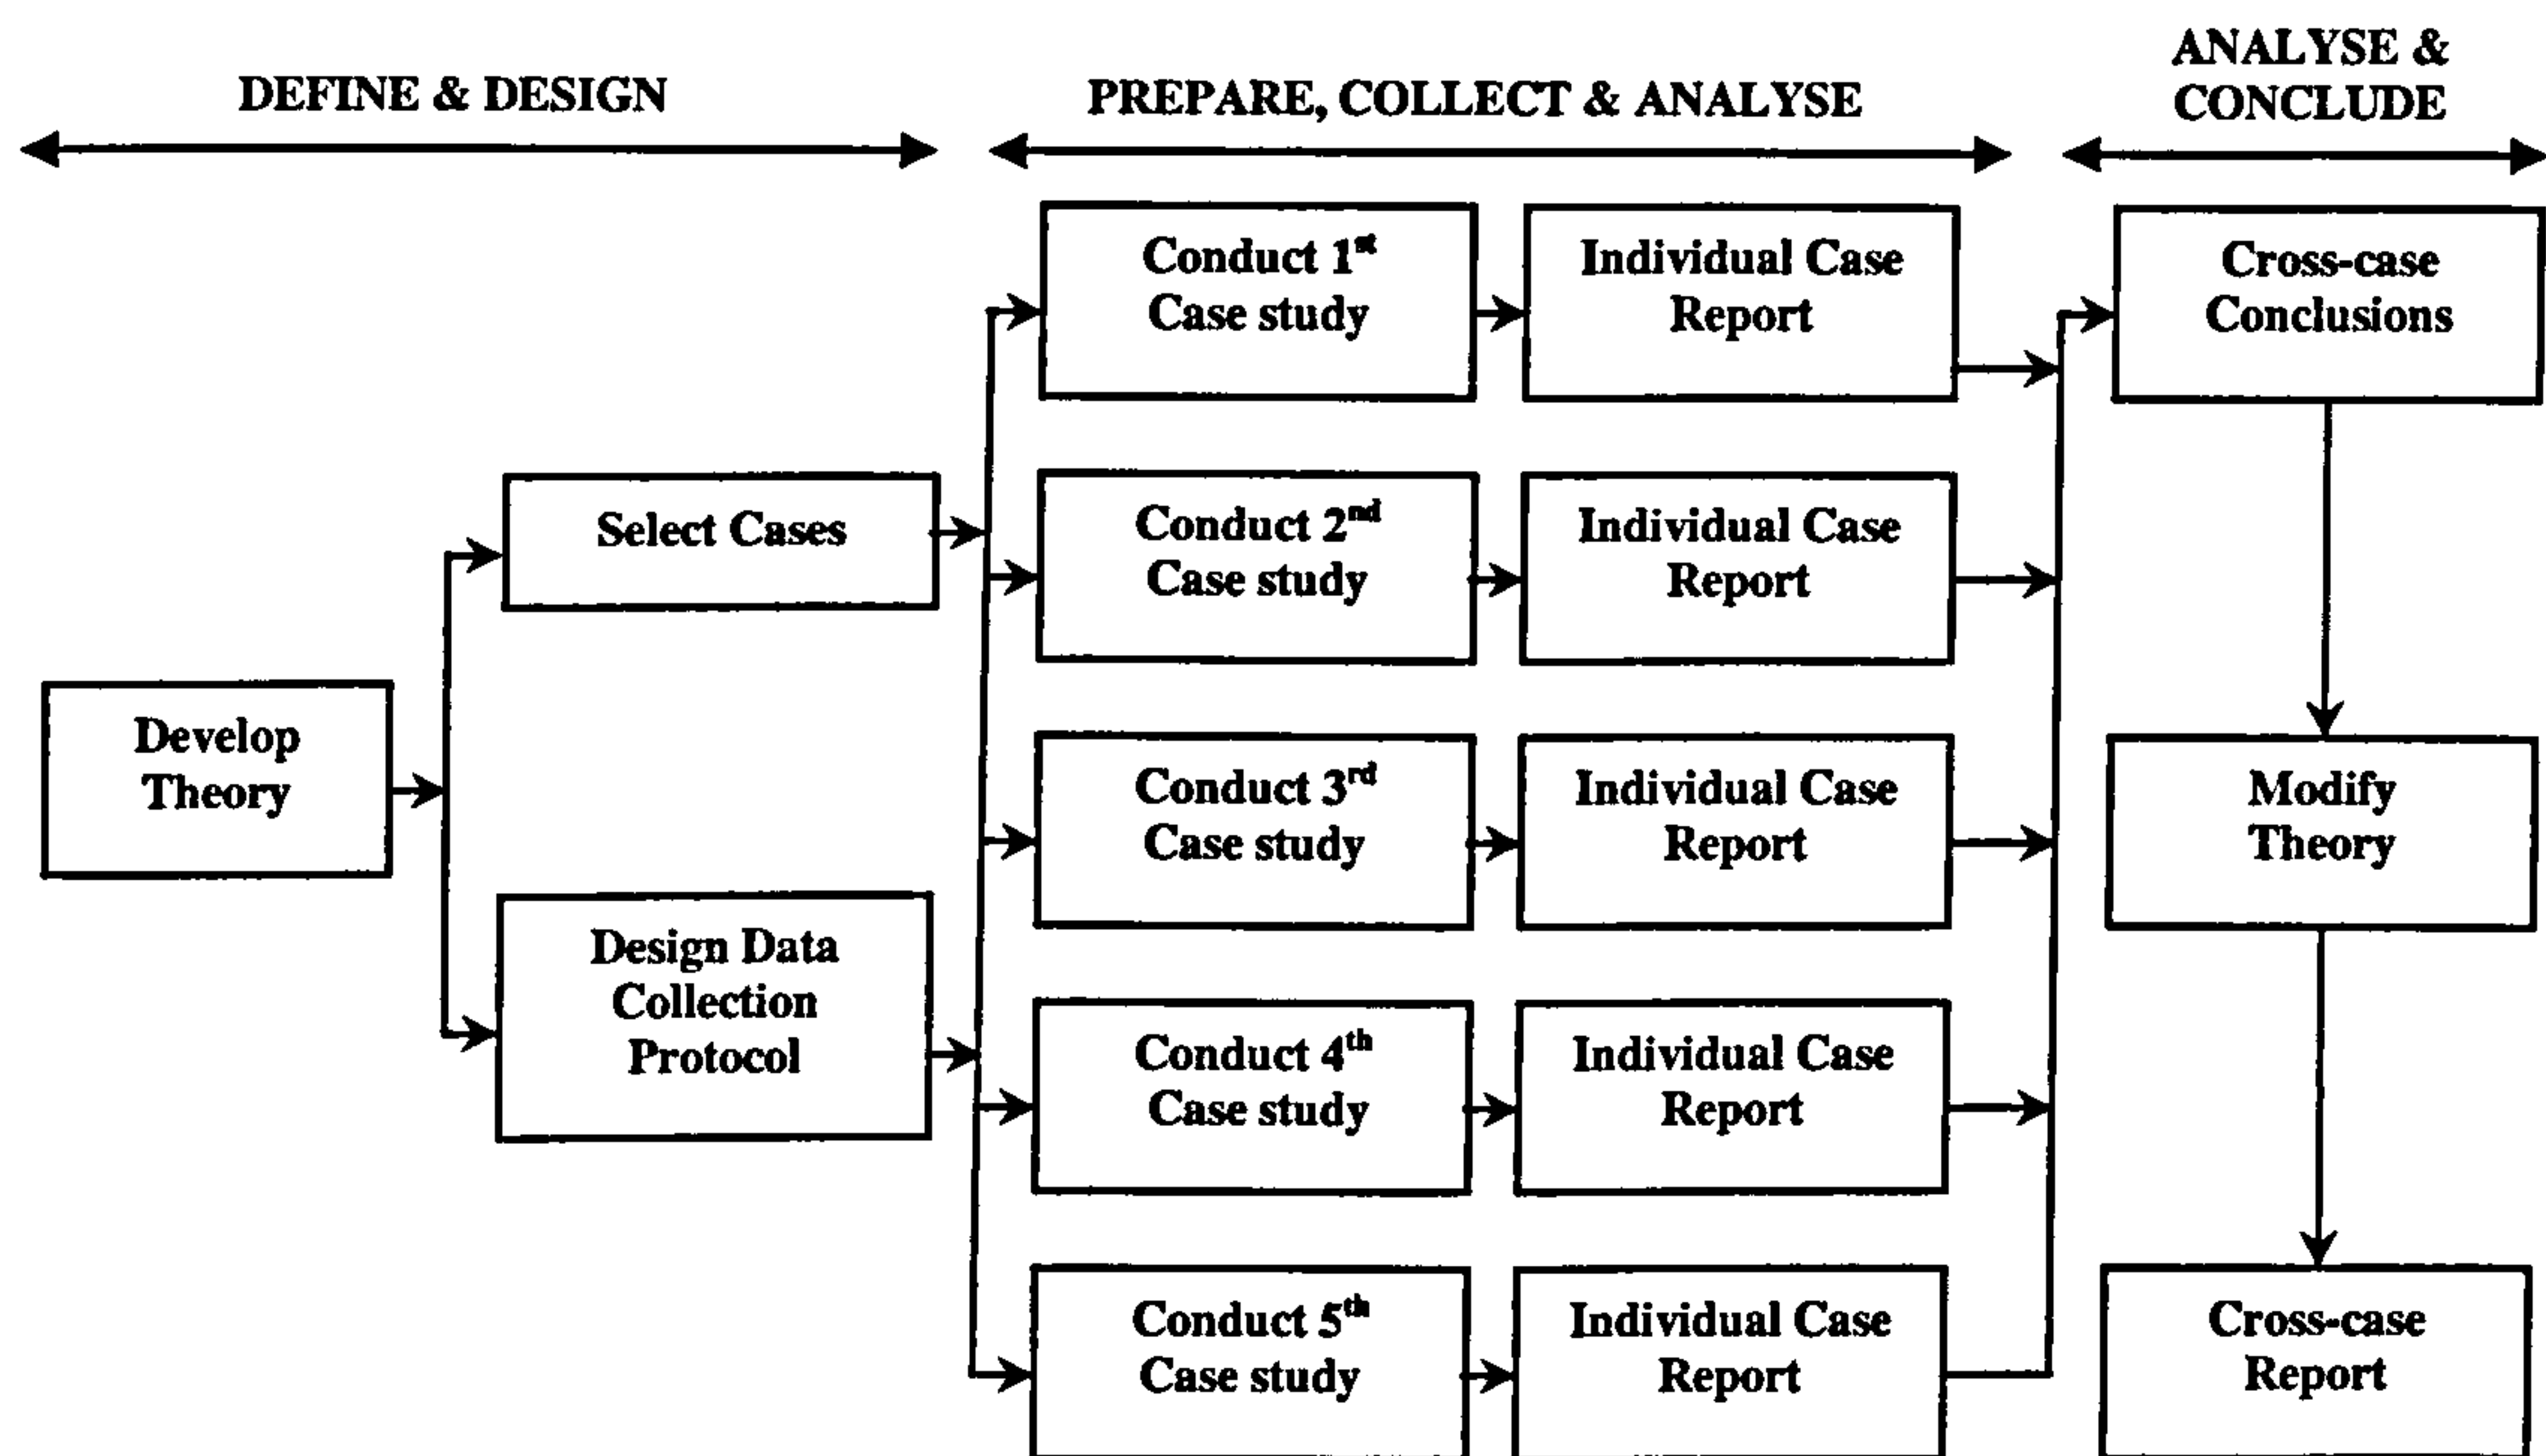 DEFINE & DESIGN
PREPARE, COLLECT & ANALYSE
ANALYSE &
CONCLUDE
Develop
Theory
Select Cases
Design Data
Collection
Protocol
Conduct 1st
Case study
Individual Case
Report
Conduct 2nd
Case study
Individual Case
Report
Conduct 3rd
Case study
Individual Case
Report
Conduct 4th
Case study
Individual Case
Report
Conduct 5th
Case study
Individual Case
Report
Cross-case
Conclusions
Modify
Theory
Cross-case
Report